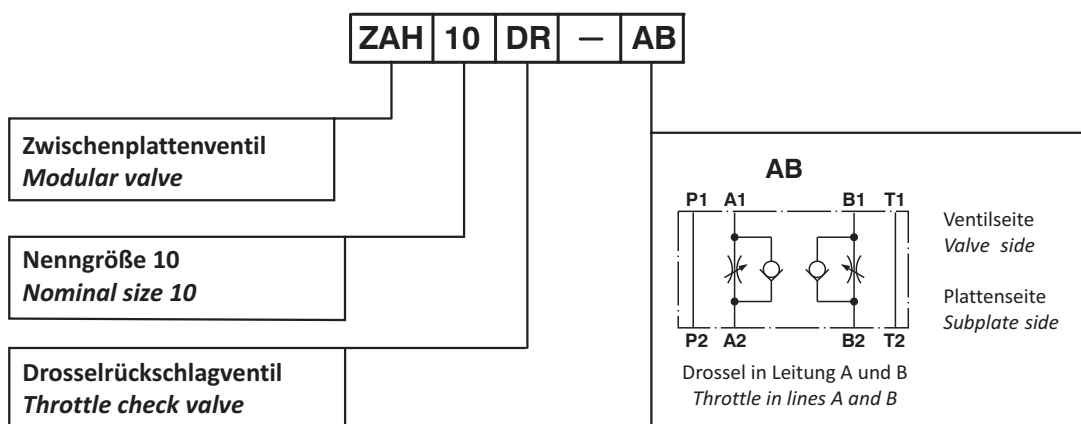 ZAH 10 DR – AB
Zwischenplattenventil
Modular valve
Nenngröße 10
Nominal size 10
Drosselrückschlagventil
Throttle check valve
AB
P1 A1 B1 T1
Ventilseite
Valve side
Plattenseite
Subplate side
P2 A2 B2 T2
Drossel in Leitung A und B
Throttle in lines A and B